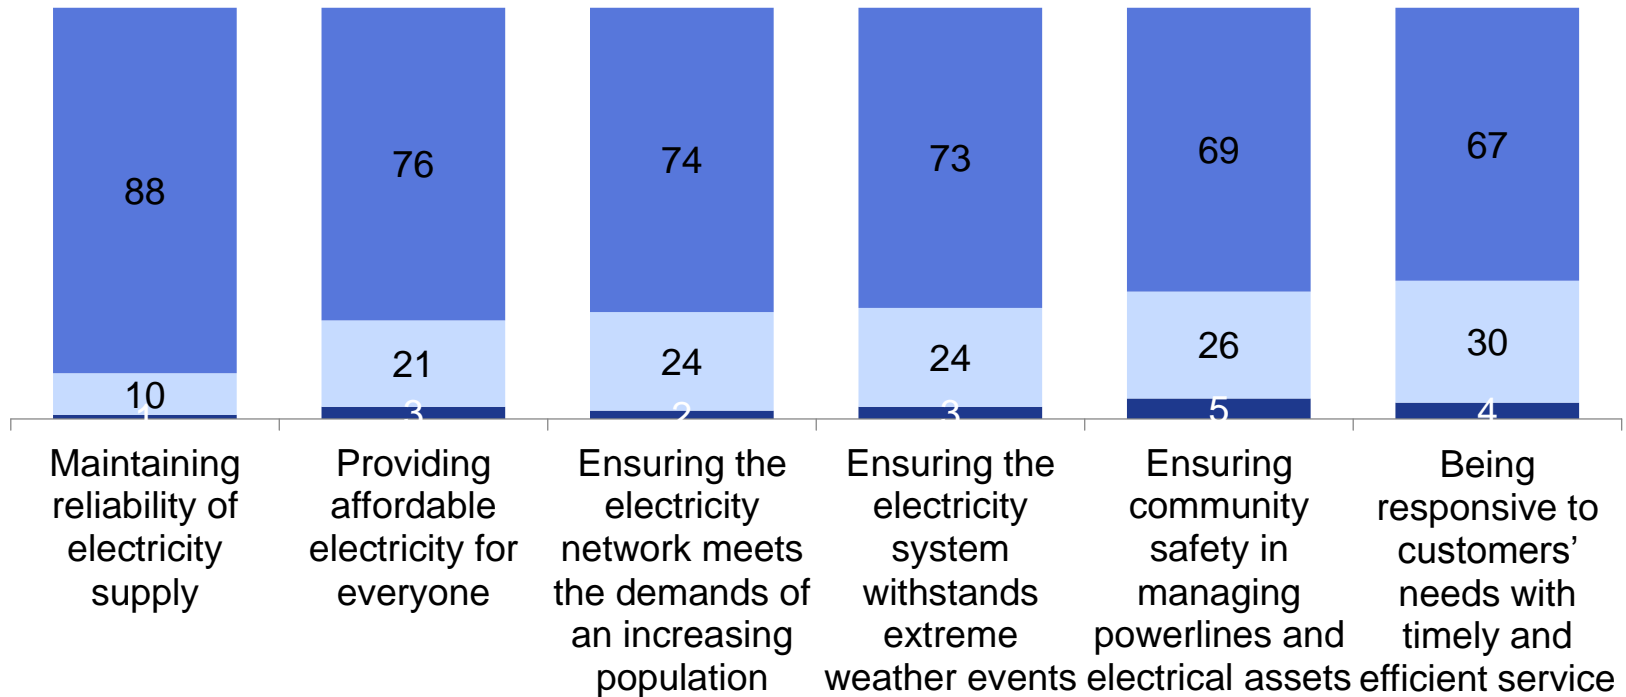 88
76
74
73
69
67
10
21
24
24
26
30
1
3
2
3
5
4
Maintaining
reliability of
electricity
supply
Providing
affordable
electricity for
everyone
Ensuring the
electricity
network meets
the demands of
an increasing
population
Ensuring the
electricity
system
withstands
extreme
weather events
Ensuring
community
safety in
managing
powerlines and
electrical assets
Being
responsive to
customers’
needs with
timely and
efficient service